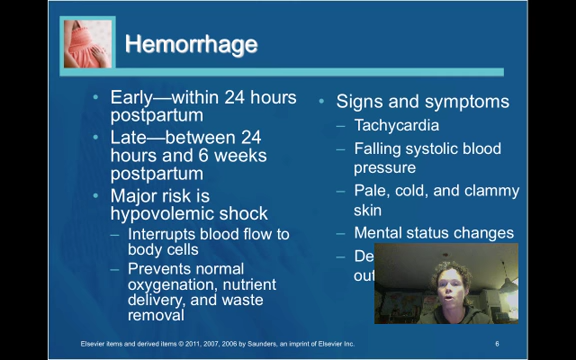 Hemorrhage
• Early—within 24 hours
postpartum
• Late—between 24
hours and 6 weeks
postpartum
• Major risk is
hypovolemic shock
– Interrupts blood flow to
body cells
– Prevents normal
oxygenation, nutrient
delivery, and waste
removal
• Signs and symptoms
– Tachycardia
– Falling systolic blood
pressure
– Pale, cold, and clammy
skin
– Mental status changes
–
Elsevier items and derived items © 2011, 2007, 2006 by Saunders, an imprint of Elsevier Inc.
6